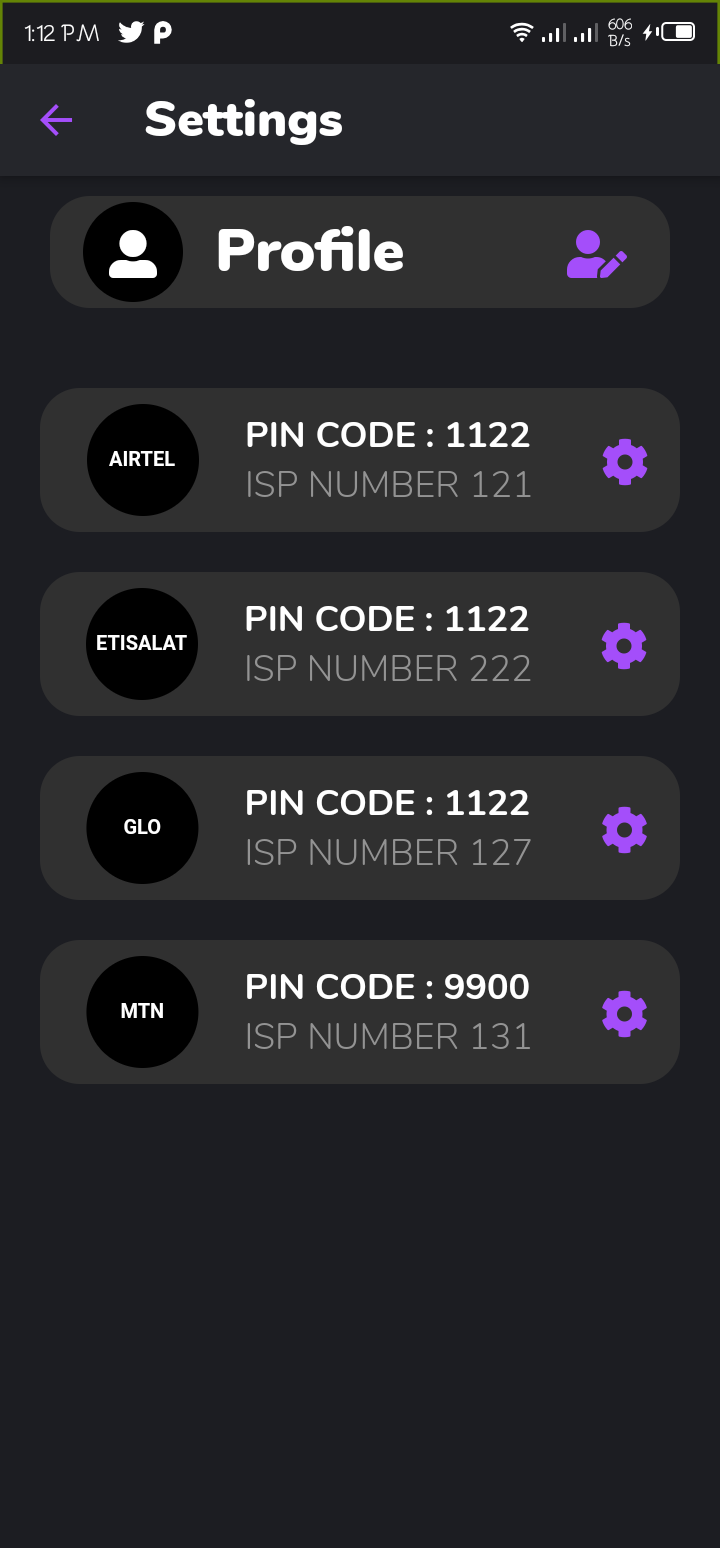 1:12 PM
606
B/s
Settings
Profile
AIRTEL
PIN CODE : 1122
ISP NUMBER 121
ETISALAT
PIN CODE : 1122
ISP NUMBER 222
GLO
PIN CODE : 1122
ISP NUMBER 127
MTN
PIN CODE : 9900
ISP NUMBER 131